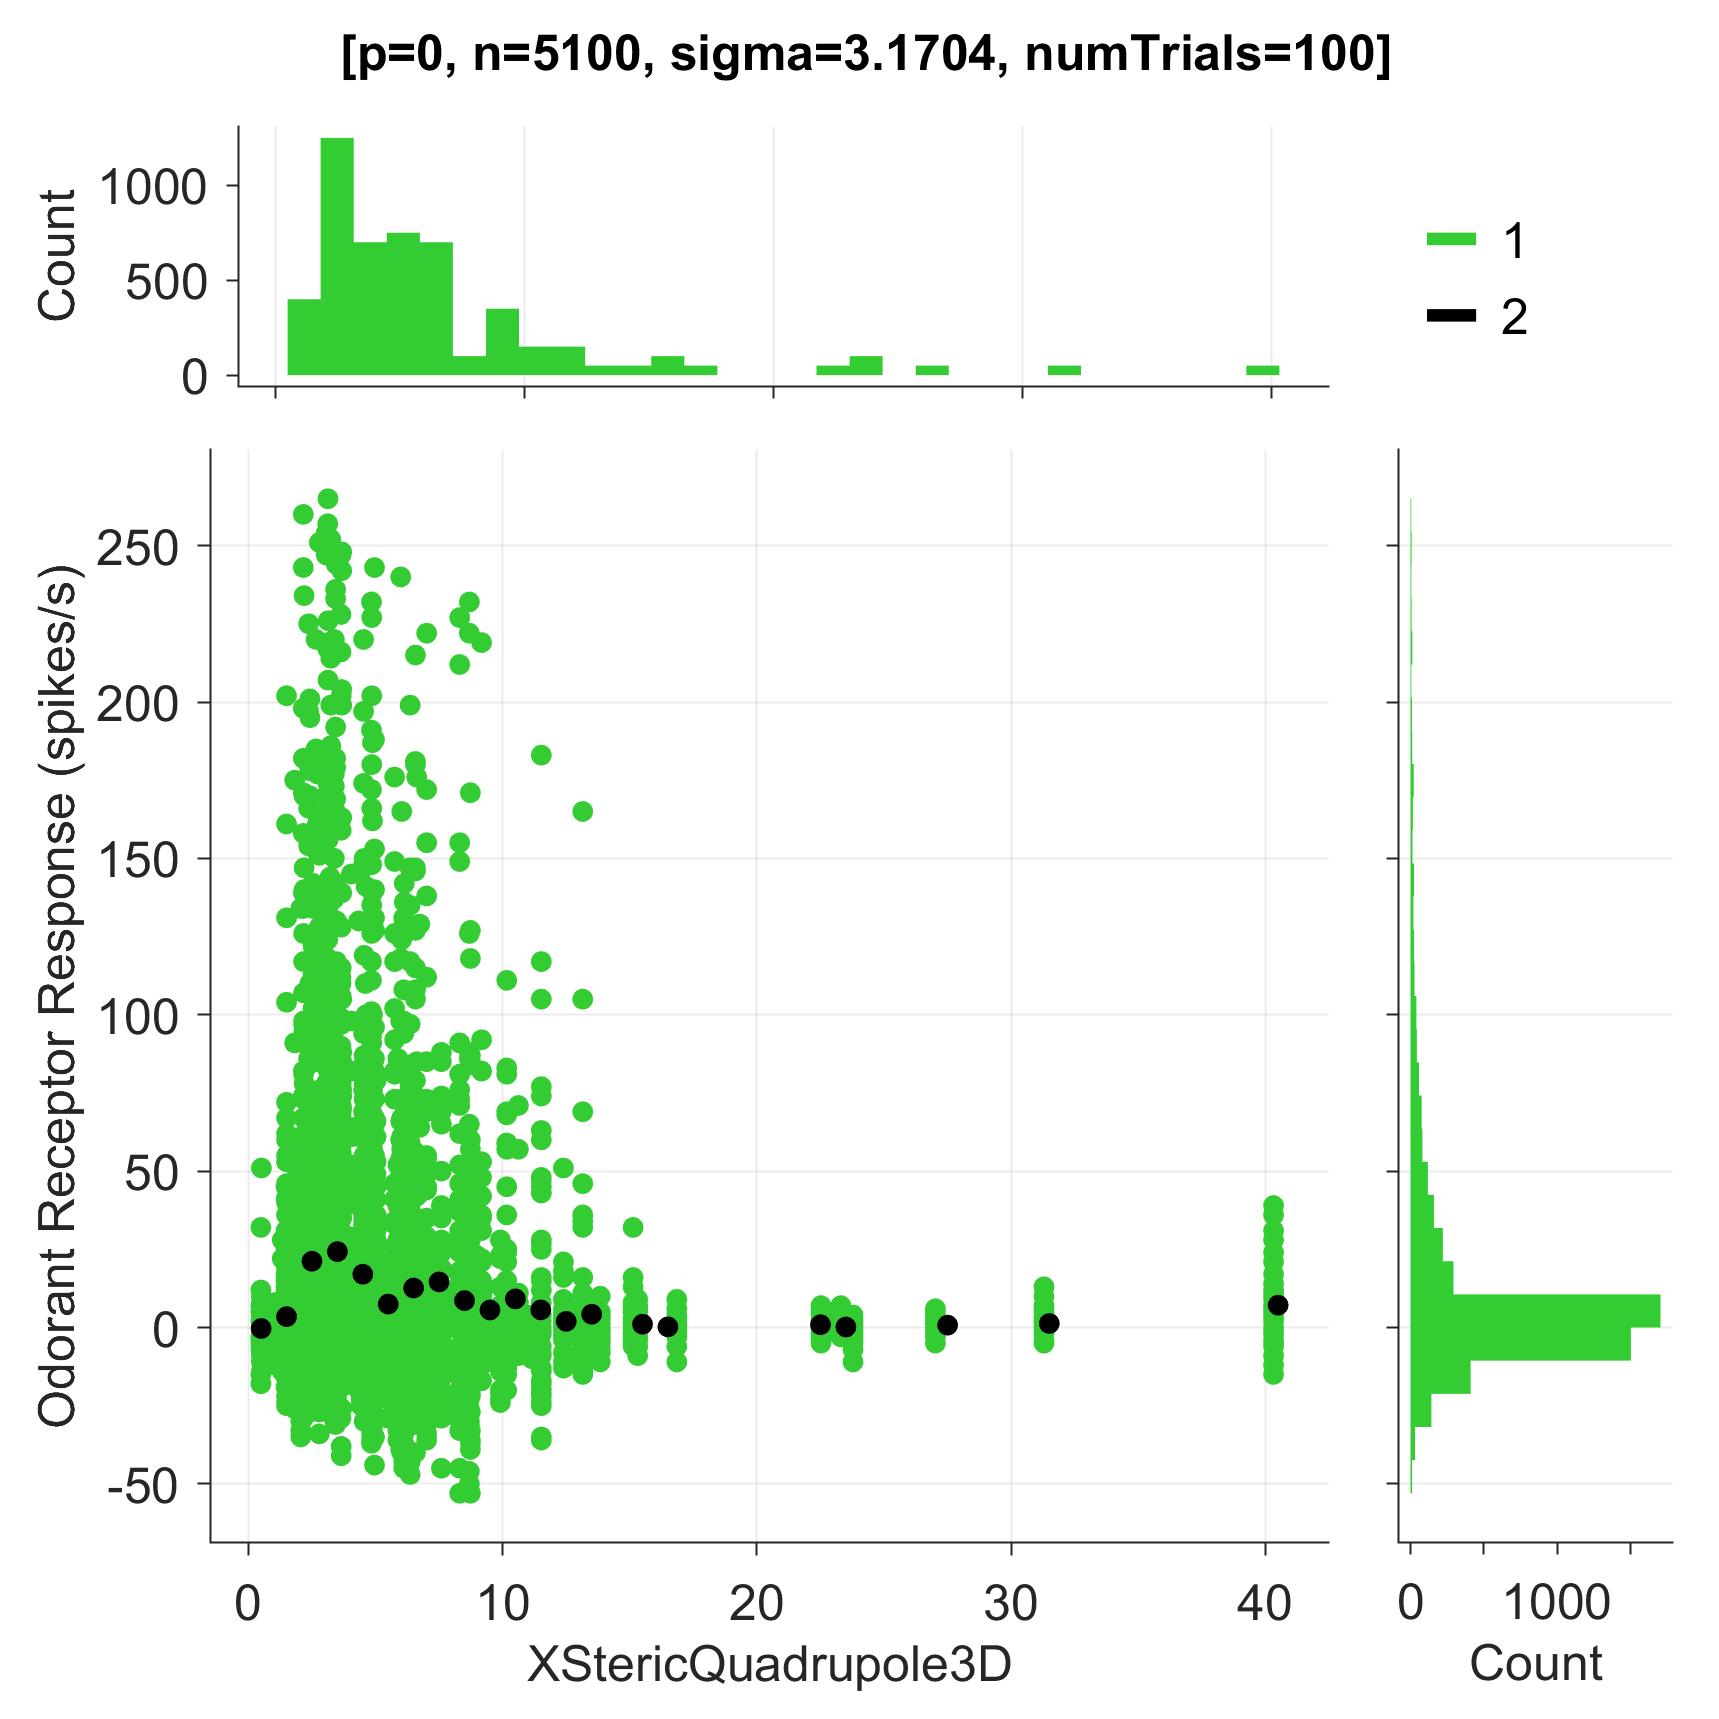 [p=0, n=5100, sigma=3.1704, numTrials=100]
Count
1000
500
0
1
2
Odorant Receptor Response (spikes/s)
250
200
150
100
50
0
-50
0 10 20 30 40
XStericQuadrupole3D
0 1000
Count